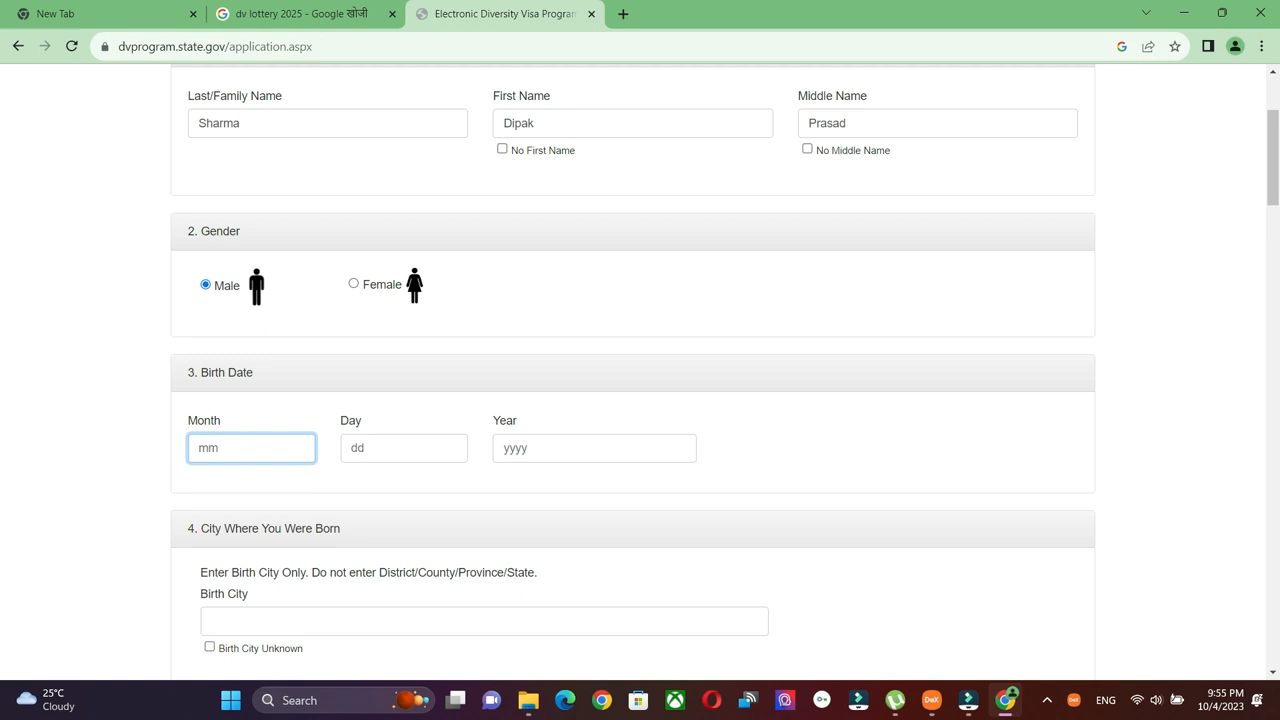 New Tab
dv lottery 2025 - Google खोजी
Electronic Diversity Visa Program
dvprogram.state.gov/application.aspx
Last/Family Name First Name Middle Name
Sharma Dipak Prasad
No First Name No Middle Name
2. Gender
Male Female
3. Birth Date
Month Day Year
mm dd yyyy
4. City Where You Were Born
Enter Birth City Only. Do not enter District/County/Province/State.
Birth City
Birth City Unknown
25°C
Cloudy
Search
DeX
DeX
ENG
9:55 PM
10/4/2023